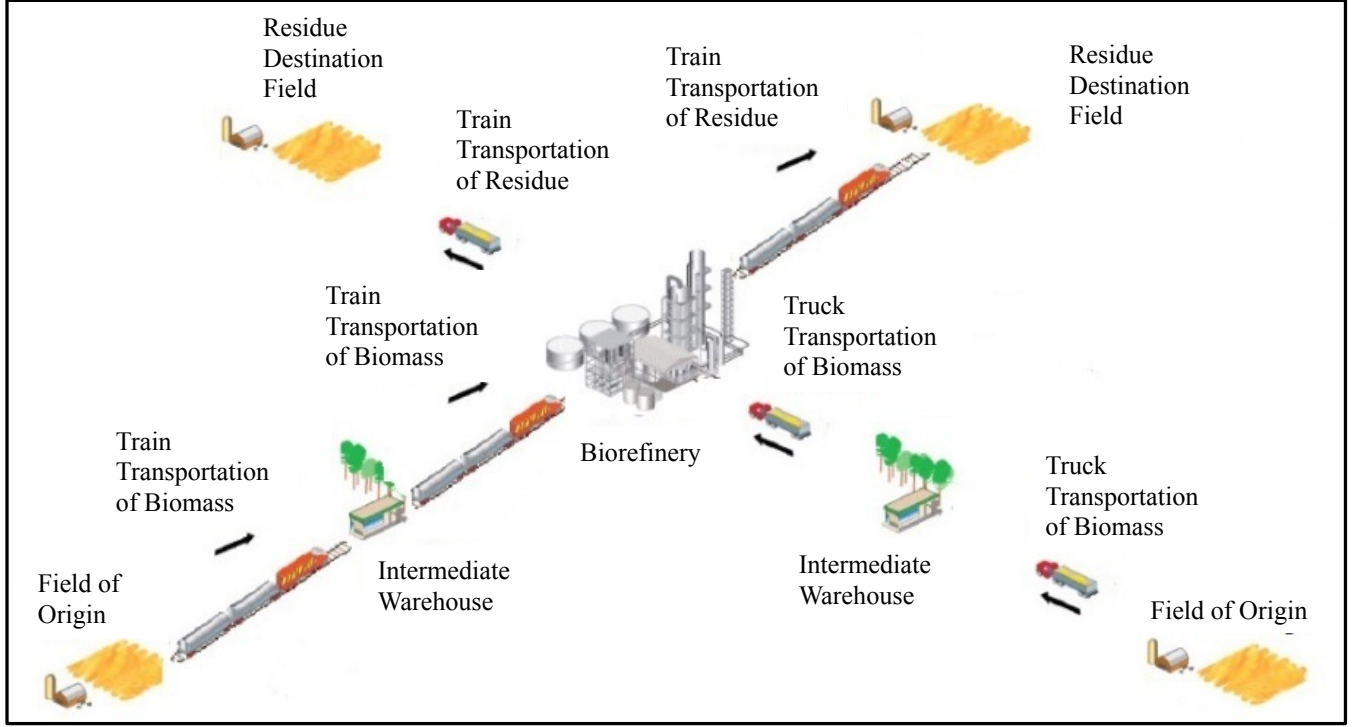 Residue
Destination
Field
Train
Transportation
of Residue
Residue
Destination
Field
Train
Transportation
of Residue
Train
Transportation
of Biomass
Truck
Transportation
of Biomass
Biorefinery
Train
Transportation
of Biomass
Truck
Transportation
of Biomass
Intermediate
Warehouse
Intermediate
Warehouse
Field of
Origin
Field of Origin